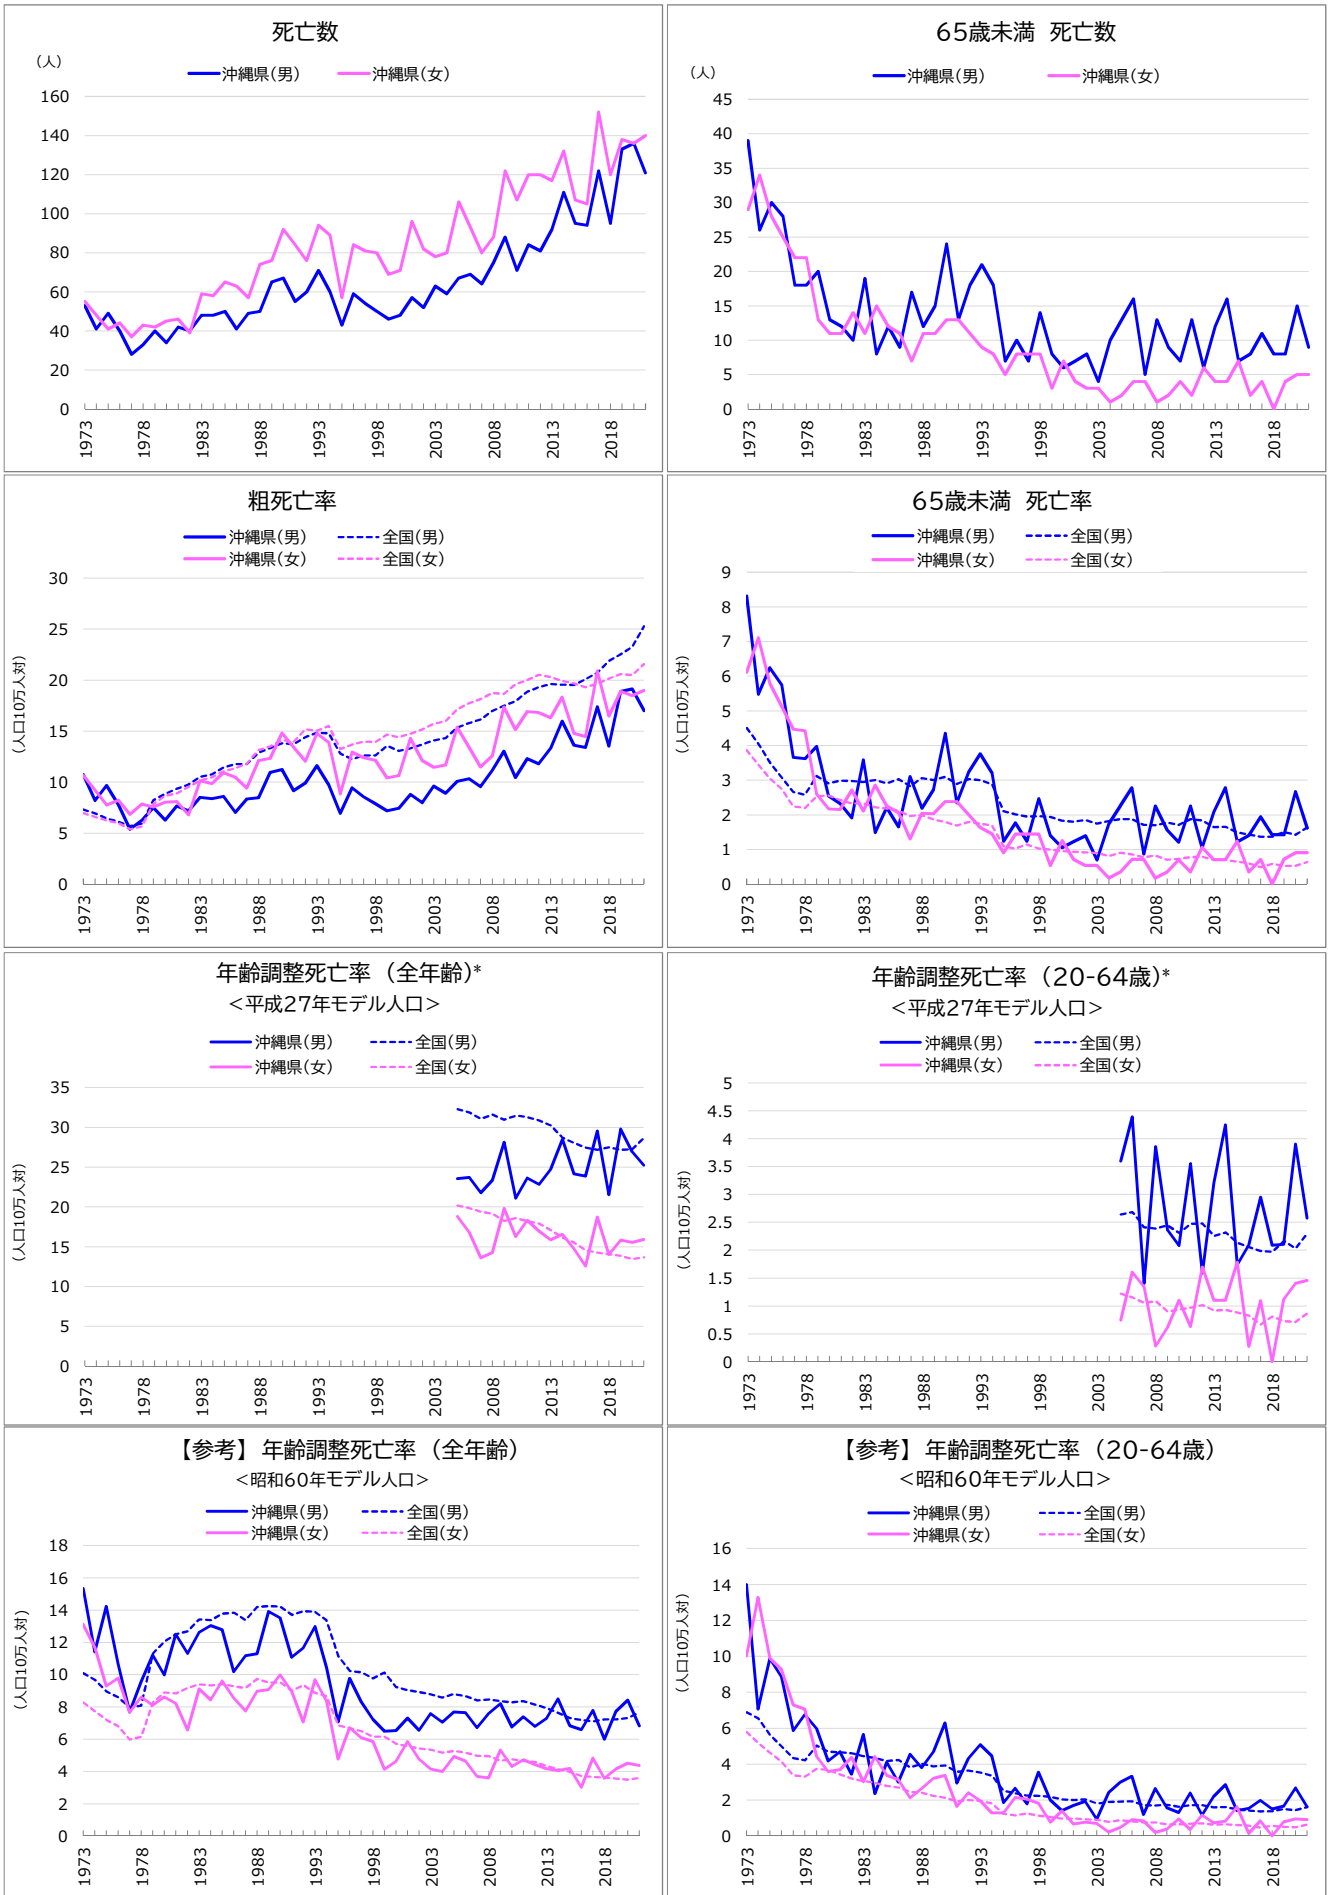 死亡数
(人)
沖縄県(男) 沖縄県(女)
160
140
120
100
80
60
40
20
0
1973 1978 1983 1988 1993 1998 2003 2008 2013 2018
65歳未満 死亡数
(人)
沖縄県(男) 沖縄県(女)
45
40
35
30
25
20
15
10
5
0
1973 1978 1983 1988 1993 1998 2003 2008 2013 2018
粗死亡率
沖縄県(男) 全国(男)
沖縄県(女) 全国(女)
(人口10万人対)
30
25
20
15
10
5
0
1973 1978 1983 1988 1993 1998 2003 2008 2013 2018
65歳未満 死亡率
沖縄県(男) 全国(男)
沖縄県(女) 全国(女)
(人口10万人対)
9
8
7
6
5
4
3
2
1
0
1973 1978 1983 1988 1993 1998 2003 2008 2013 2018
年齢調整死亡率（全年齢)*
＜平成27年モデル人口＞
沖縄県(男) 全国(男)
沖縄県(女) 全国(女)
(人口10万人対)
35
30
25
20
15
10
5
0
1973 1978 1983 1988 1993 1998 2003 2008 2013 2018
年齢調整死亡率（20-64歳)*
＜平成27年モデル人口＞
沖縄県(男) 全国(男)
沖縄県(女) 全国(女)
(人口10万人対)
5
4.5
4
3.5
3
2.5
2
1.5
1
0.5
0
1973 1978 1983 1988 1993 1998 2003 2008 2013 2018
【参考】年齢調整死亡率（全年齢）
＜昭和60年モデル人口＞
沖縄県(男) 全国(男)
沖縄県(女) 全国(女)
(人口10万人対)
18
16
14
12
10
8
6
4
2
0
1973 1978 1983 1988 1993 1998 2003 2008 2013 2018
【参考】年齢調整死亡率（20-64歳）
＜昭和60年モデル人口＞
沖縄県(男) 全国(男)
沖縄県(女) 全国(女)
(人口10万人対)
16
14
12
10
8
6
4
2
0
1973 1978 1983 1988 1993 1998 2003 2008 2013 2018